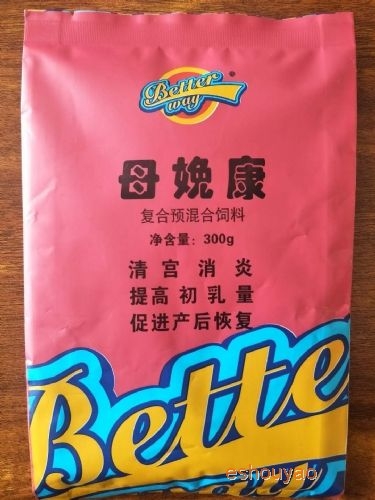 Better
way
®
母娩康
复合预混合饲料
净含量：300g
清宫消炎
提高初乳量
促进产后恢复
Bette
eshouyao